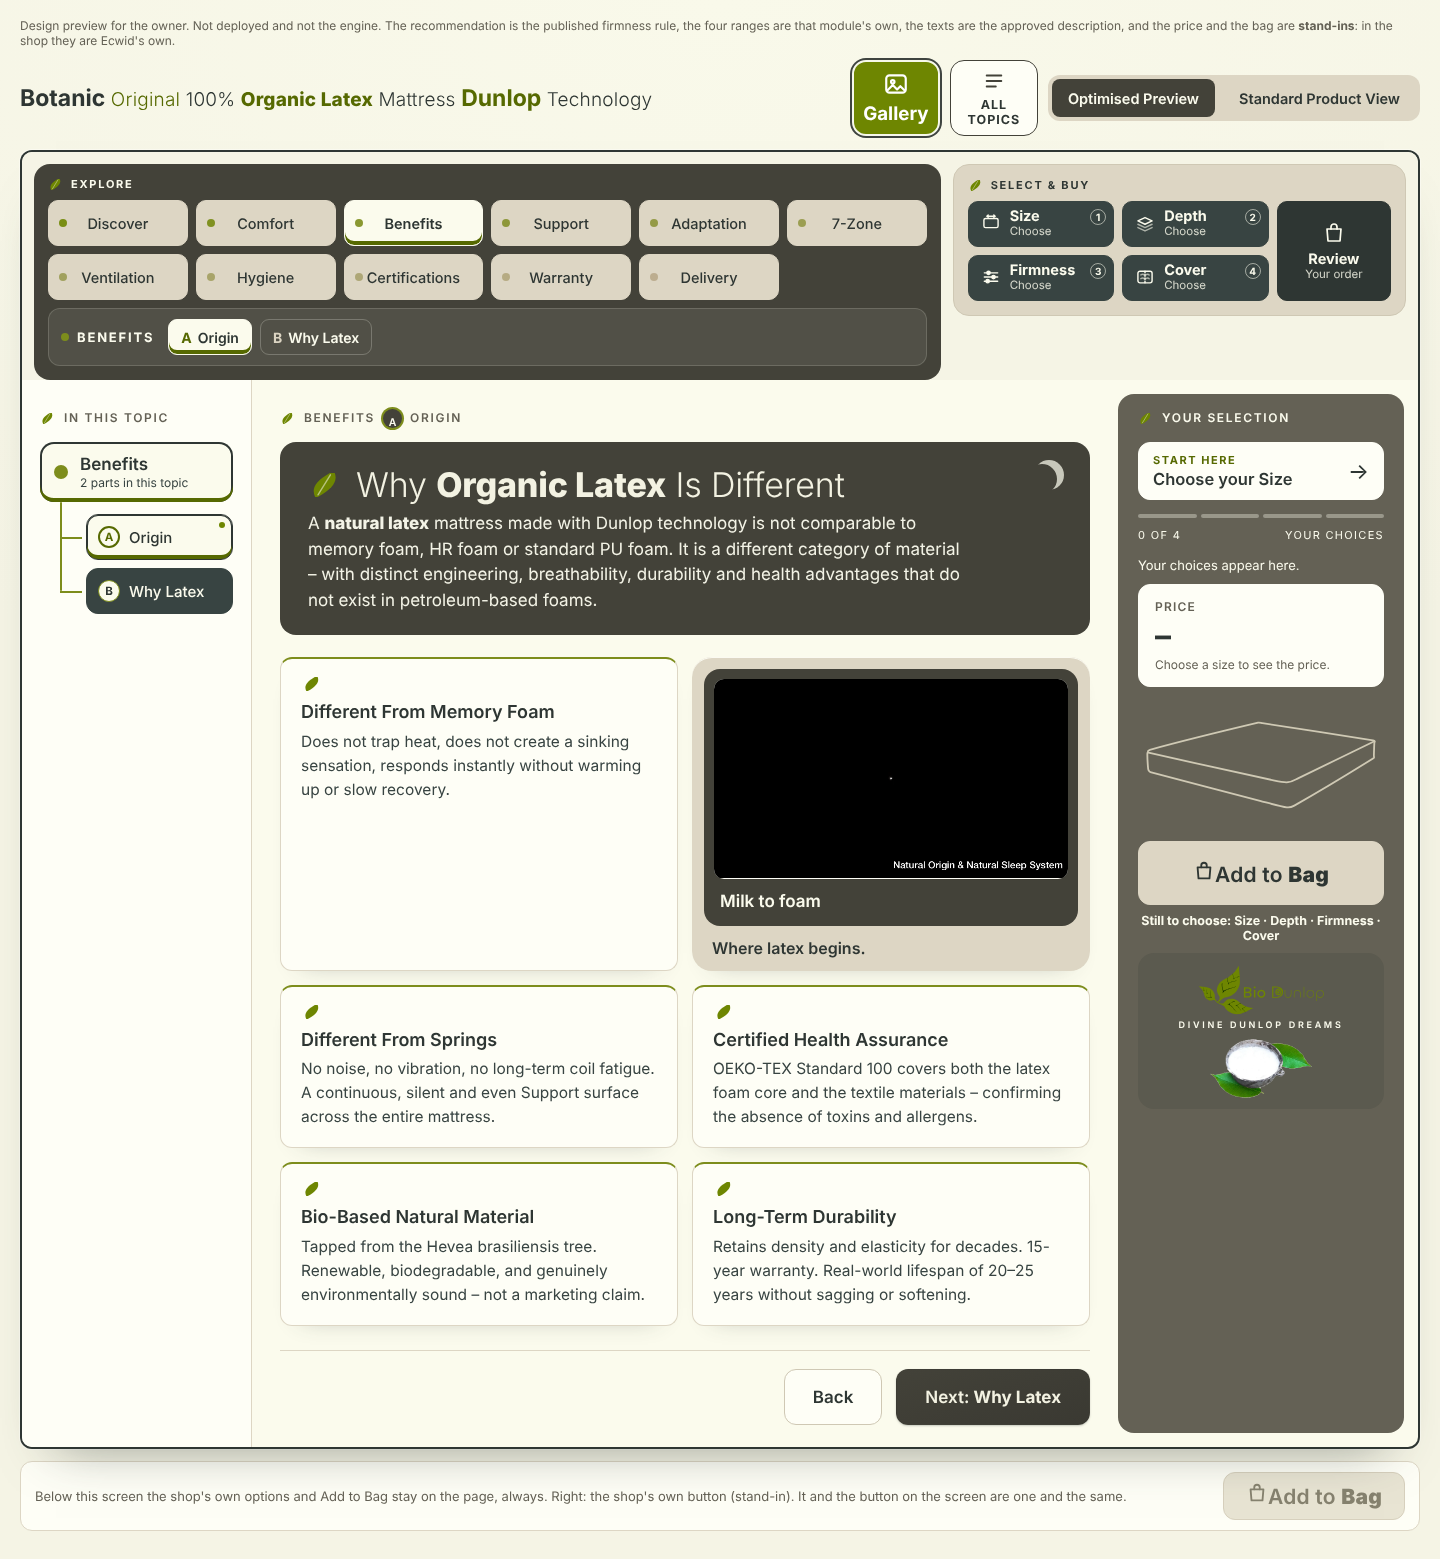 Design preview for the owner. Not deployed and not the engine. The recommendation is the published firmness rule, the four ranges are that module's own, the texts are the approved description, and the price and the bag are stand-ins: in the
shop they are Ecwid's own.
Botanic Original 100% Organic Latex Mattress Dunlop Technology
Gallery
ALL
TOPICS
Optimised Preview
Standard Product View
EXPLORE
Discover
Comfort
Benefits
Support
Adaptation
7-Zone
Ventilation
Hygiene
Certifications
Warranty
Delivery
BENEFITS
A Origin
B Why Latex
SELECT & BUY
Size
Choose
1
Depth
Choose
2
Firmness
Choose
3
Cover
Choose
4
Review
Your order
IN THIS TOPIC
Benefits
2 parts in this topic
A Origin
B Why Latex
BENEFITS A ORIGIN
Why Organic Latex Is Different
A natural latex mattress made with Dunlop technology is not comparable to
memory foam, HR foam or standard PU foam. It is a different category of material
– with distinct engineering, breathability, durability and health advantages that do
not exist in petroleum-based foams.
Different From Memory Foam
Does not trap heat, does not create a sinking
sensation, responds instantly without warming
up or slow recovery.
Natural Origin & Natural Sleep System
Milk to foam
Where latex begins.
Different From Springs
No noise, no vibration, no long-term coil fatigue.
A continuous, silent and even Support surface
across the entire mattress.
Certified Health Assurance
OEKO-TEX Standard 100 covers both the latex
foam core and the textile materials – confirming
the absence of toxins and allergens.
Bio-Based Natural Material
Tapped from the Hevea brasiliensis tree.
Renewable, biodegradable, and genuinely
environmentally sound – not a marketing claim.
Long-Term Durability
Retains density and elasticity for decades. 15-
year warranty. Real-world lifespan of 20–25
years without sagging or softening.
Back
Next: Why Latex
YOUR SELECTION
START HERE
Choose your Size
0 OF 4
YOUR CHOICES
Your choices appear here.
PRICE
–
Choose a size to see the price.
Add to Bag
Still to choose: Size · Depth · Firmness ·
Cover
Bio Dunlop
DIVINE DUNLOP DREAMS
Below this screen the shop's own options and Add to Bag stay on the page, always. Right: the shop's own button (stand-in). It and the button on the screen are one and the same.
Add to Bag